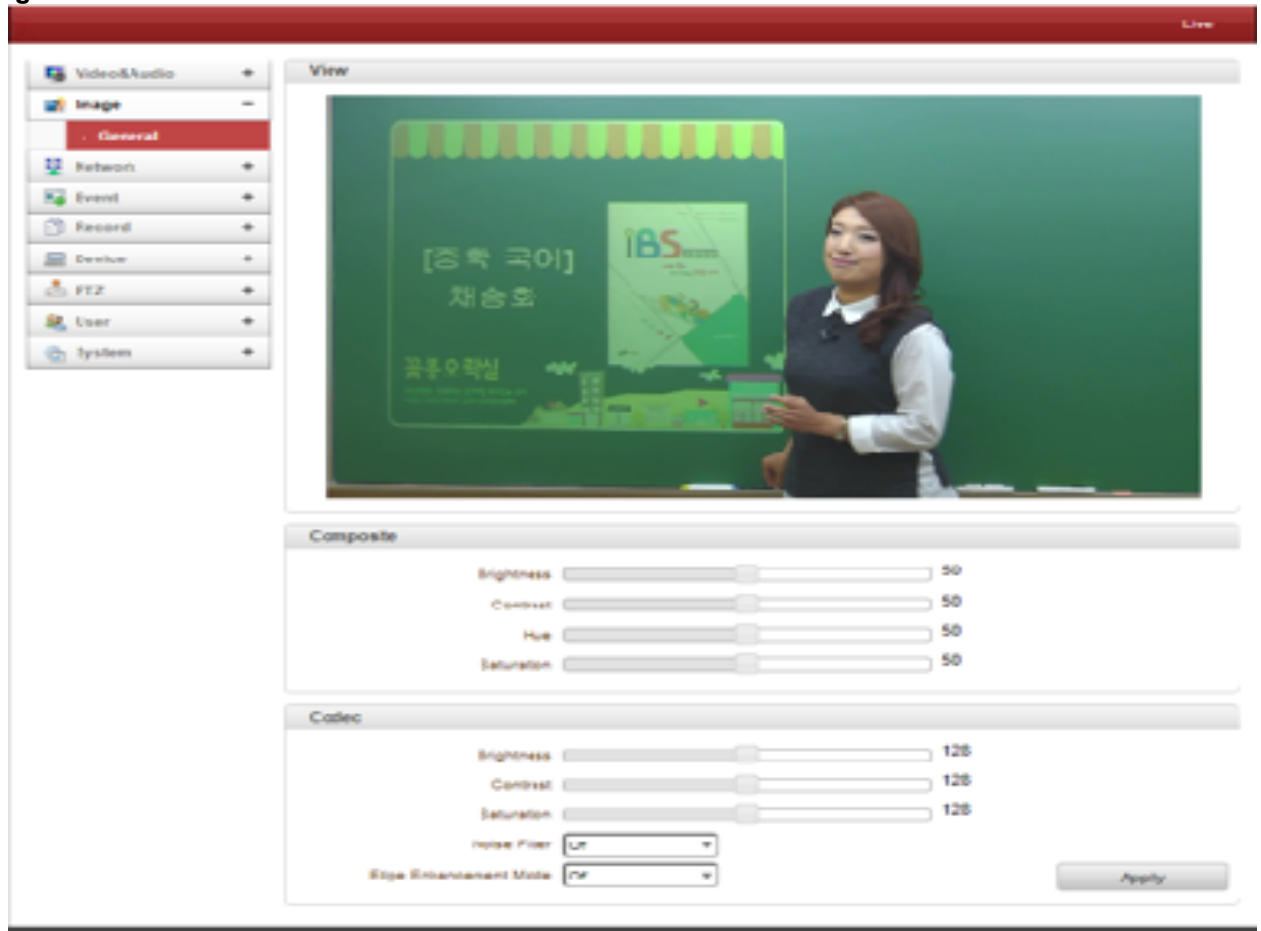 Live
Video&Audio
Image
General
Network
Event
Record
Device
PTZ
User
System
View
[중학 국어]
채송화
iBS
Composite
Brightness 50
Contrast 50
Hue 50
Saturation 50
Codec
Brightness 128
Contrast 128
Saturation 128
Noise Filter Off
Edge Enhancement Mode Off
Apply